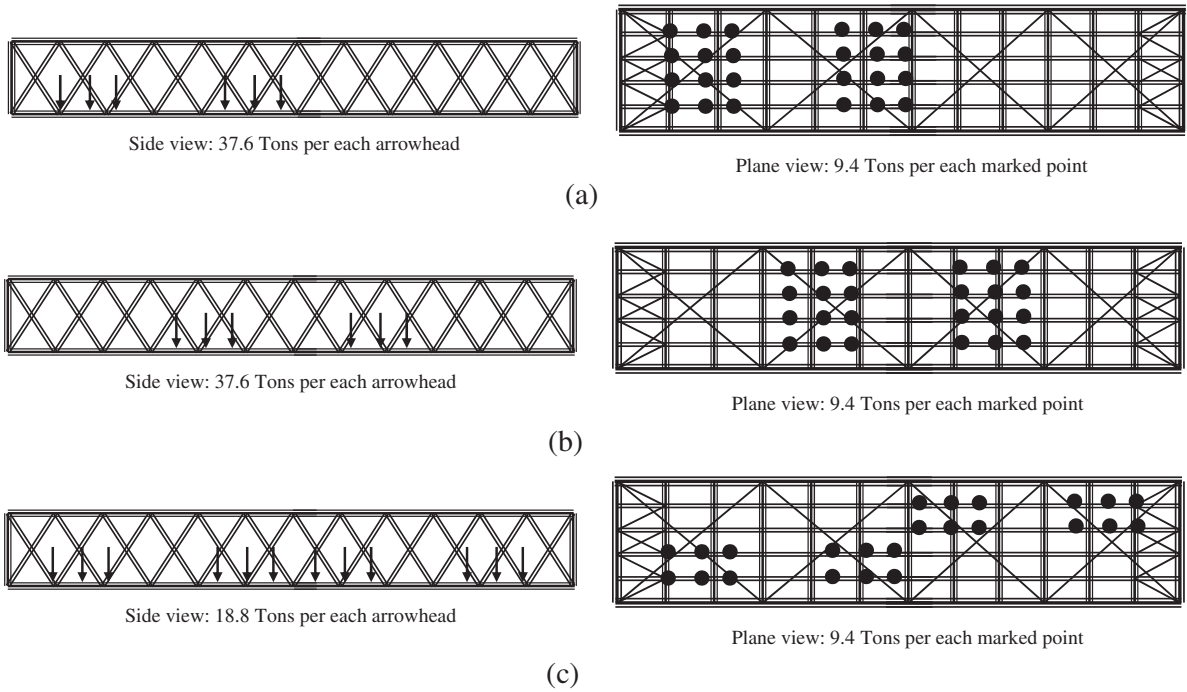 Side view: 37.6 Tons per each arrowhead
Plane view: 9.4 Tons per each marked point
(a)
Side view: 37.6 Tons per each arrowhead
Plane view: 9.4 Tons per each marked point
(b)
Side view: 18.8 Tons per each arrowhead
Plane view: 9.4 Tons per each marked point
(c)